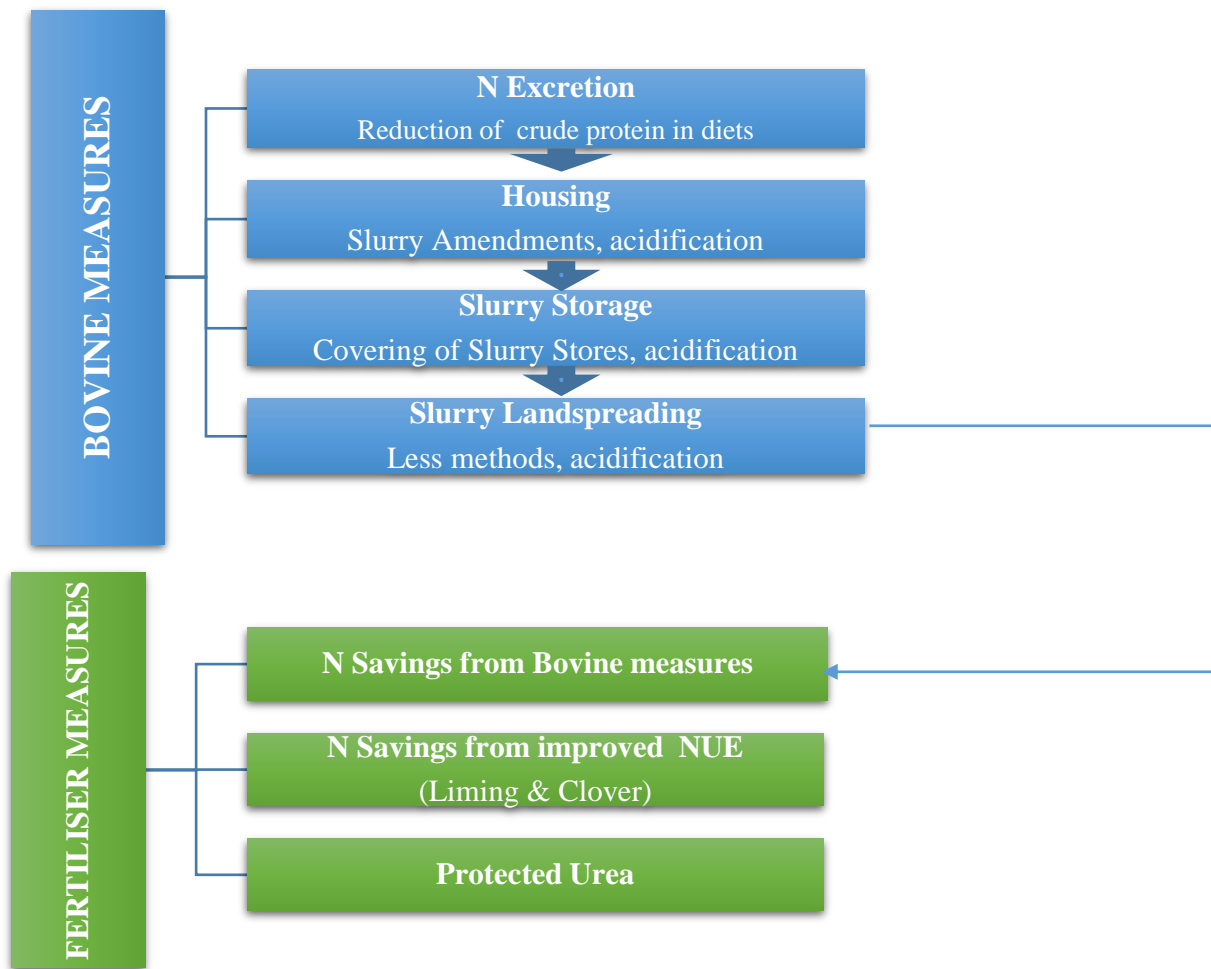 BOVINE MEASURES
N Excretion
Reduction of crude protein in diets
Housing
Slurry Amendments, acidification
Slurry Storage
Covering of Slurry Stores, acidification
Slurry Landspreading
Less methods, acidification
FERTILISER MEASURES
N Savings from Bovine measures
N Savings from improved NUE
(Liming & Clover)
Protected Urea